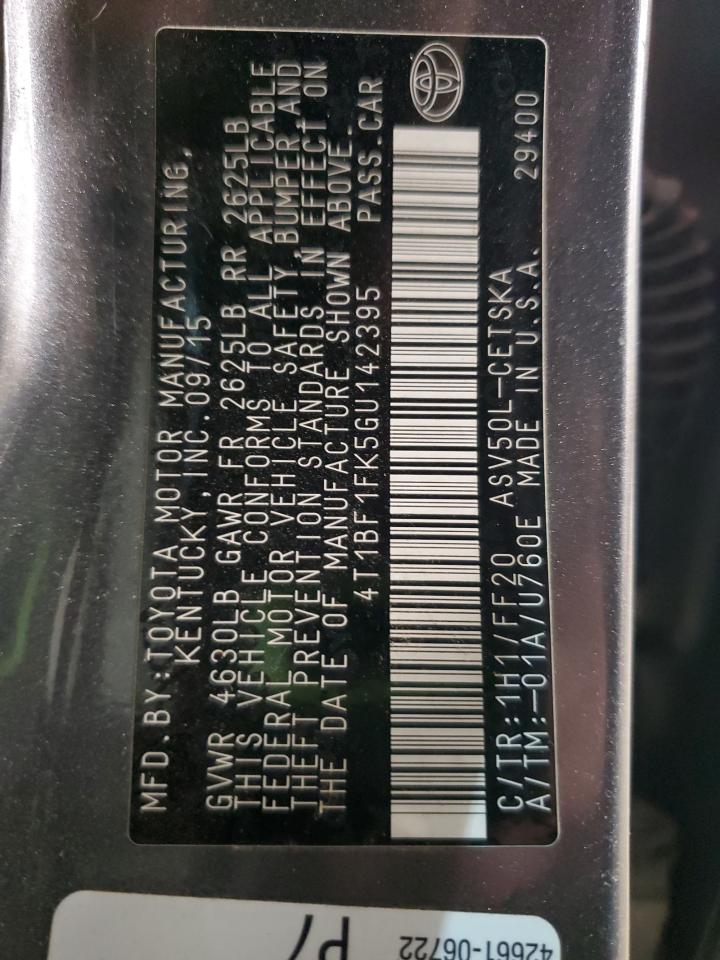 MFD.BY:TOYOTA MOTOR MANUFACTURING,
KENTUCKY,INC.09/15
GVWR 4630LB GAWR FR 2625LB RR 2625LB
THIS VEHICLE CONFORMS TO ALL APPLICABLE
FEDERAL MOTOR VEHICLE SAFETY,BUMPER,AND
THEFT PREVENTION STANDARDS IN EFFECT ON
THE DATE OF MANUFACTURE SHOWN ABOVE.
4T1BF1FK5GU142395 PASS.CAR
C/TR:1H1/FF20 ASV50L-CETSKA
A/TM:-01A/U760E MADE IN U.S.A. 29400
42661-06722